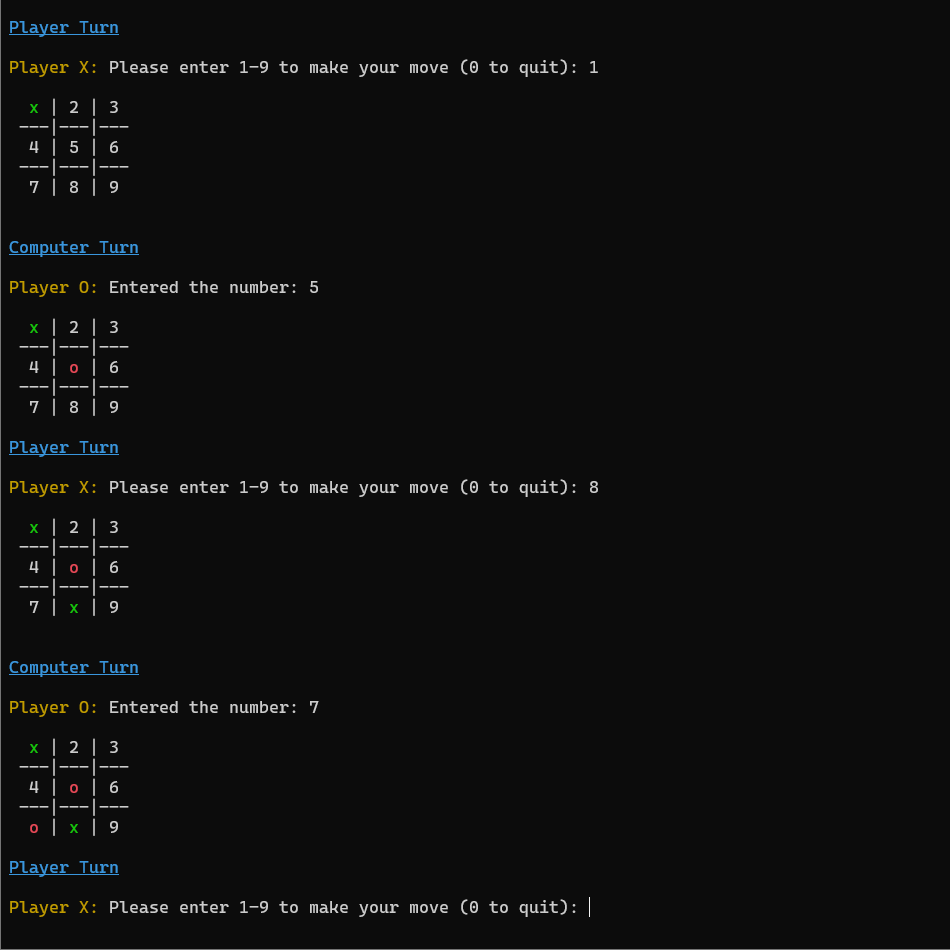 Player Turn
Player X: Please enter 1-9 to make your move (0 to quit): 1
x | 2 | 3
---|---|---
4 | 5 | 6
---|---|---
7 | 8 | 9
Computer Turn
Player O: Entered the number: 5
x | 2 | 3
---|---|---
4 | o | 6
---|---|---
7 | 8 | 9
Player Turn
Player X: Please enter 1-9 to make your move (0 to quit): 8
x | 2 | 3
---|---|---
4 | o | 6
---|---|---
7 | x | 9
Computer Turn
Player O: Entered the number: 7
x | 2 | 3
---|---|---
4 | o | 6
---|---|---
o | x | 9
Player Turn
Player X: Please enter 1-9 to make your move (0 to quit):